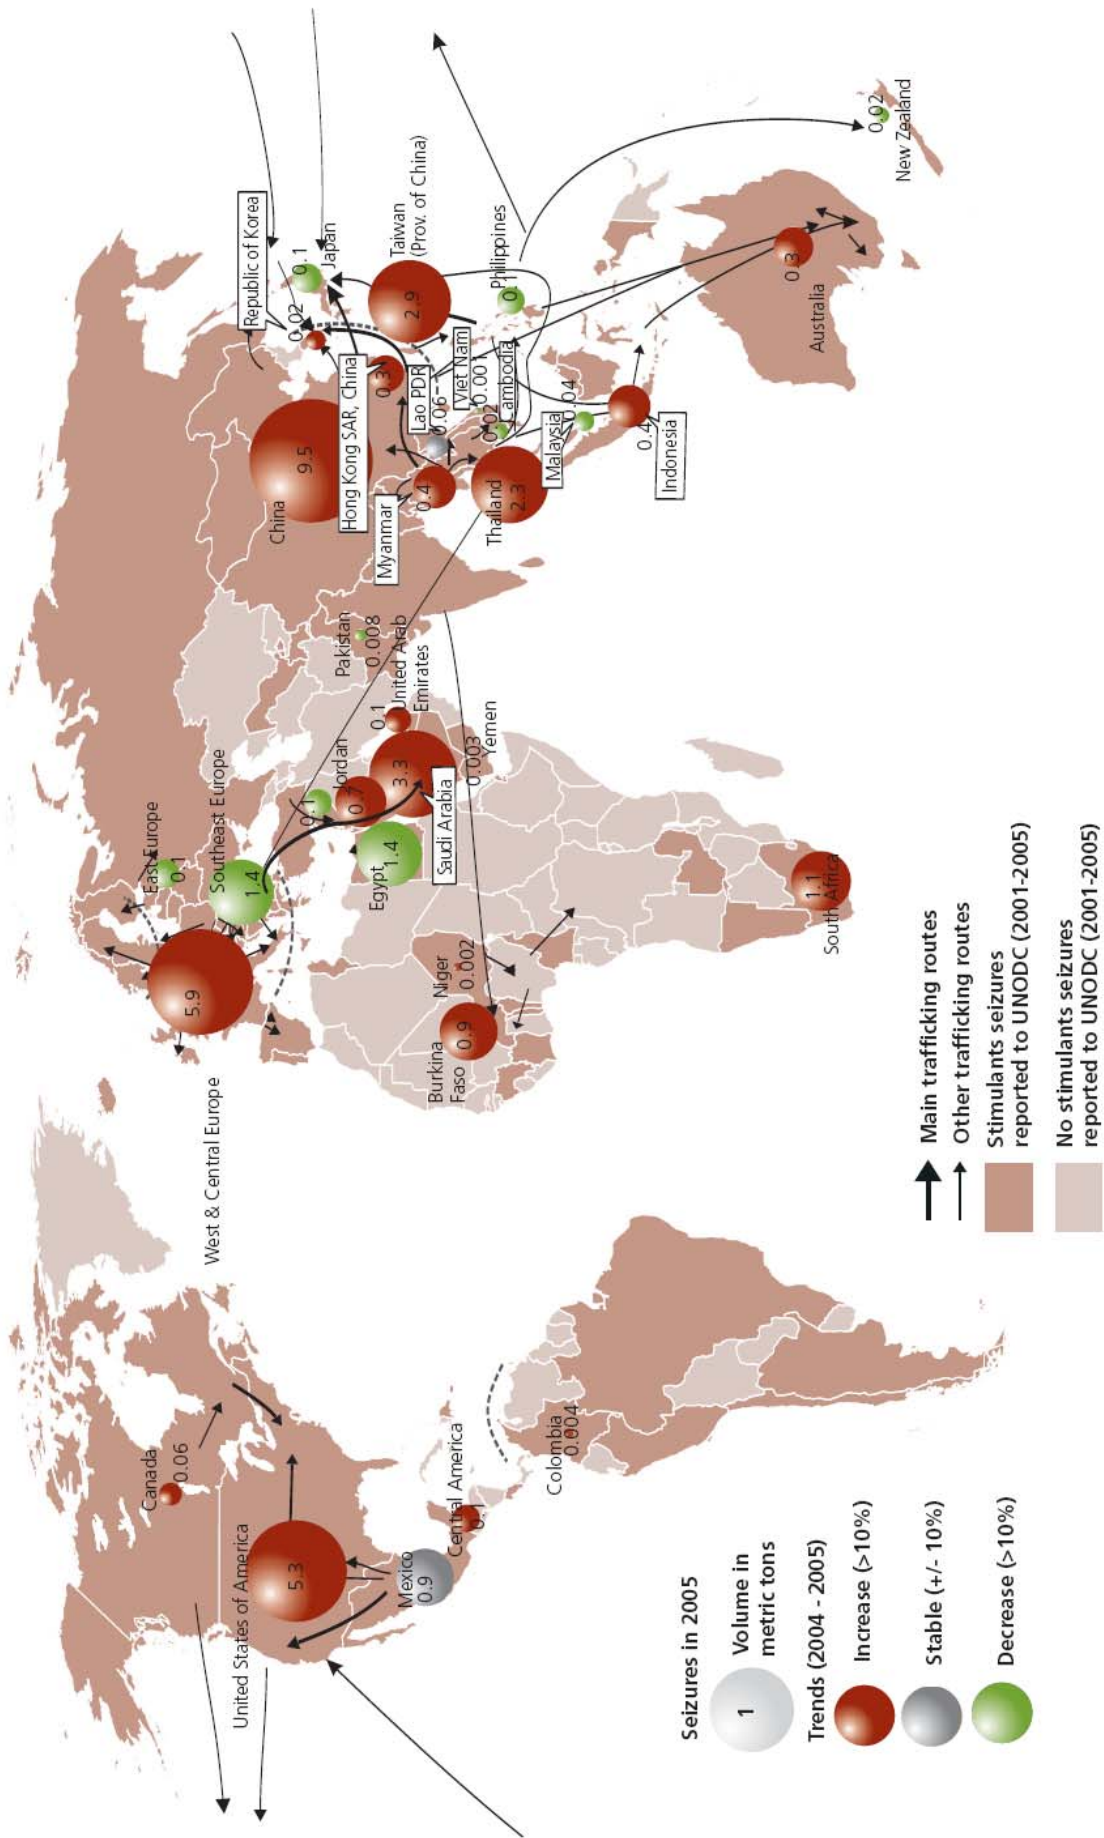 Canada
0.06
United States of America
5.3
Mexico
0.9
Central America
0.1
Colombia
0.004
West & Central Europe
5.9
East Europe
0.1
Southeast Europe
1.4
0.1
Jordan
0.7
Egypt
1.4
3.3
Saudi Arabia
0.1
United Arab
Emirates
0.003
Yemen
Pakistan
0.008
Niger
0.002
Burkina
Faso
0.9
South Africa
1.1
China
9.5
Hong Kong SAR, China
0.3
Myanmar
0.4
Thailand
2.3
Lao PDR
0.06
Viet Nam
0.001
Cambodia
0.02
Malaysia
0.04
Indonesia
0.4
Republic of Korea
0.02
Japan
0.1
Taiwan
(Prov. of China)
2.9
Philippines
0.1
Australia
0.3
New Zealand
0.02
Seizures in 2005
1
Volume in
metric tons
Trends (2004 - 2005)
Increase (>10%)
Stable (+/- 10%)
Decrease (>10%)
Main trafficking routes
Other trafficking routes
Stimulants seizures
reported to UNODC (2001-2005)
No stimulants seizures
reported to UNODC (2001-2005)